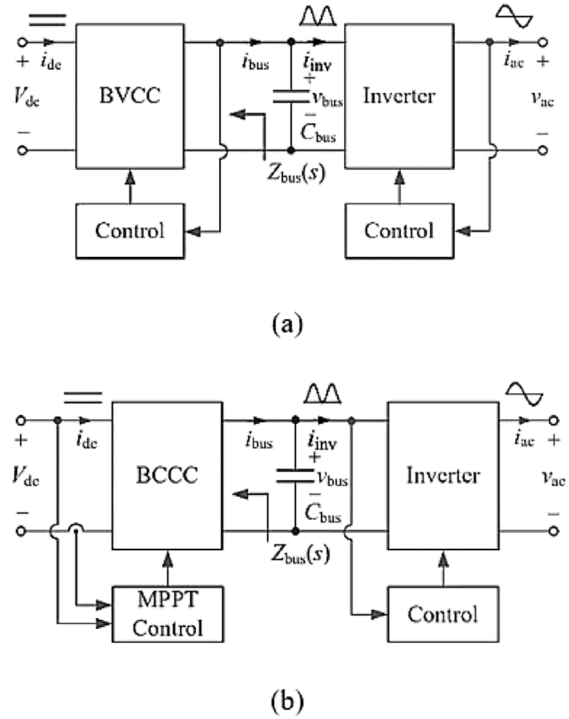 i_dc i_bus i_inv i_ac
+ + + +
V_dc BVCC v_bus Inverter v_ac
− − C_bus −
Z_bus(s)
Control Control
(a)
i_dc i_bus i_inv i_ac
+ + +
V_dc BCCC v_bus Inverter v_ac
− − C_bus −
Z_bus(s)
MPPT
Control Control
(b)